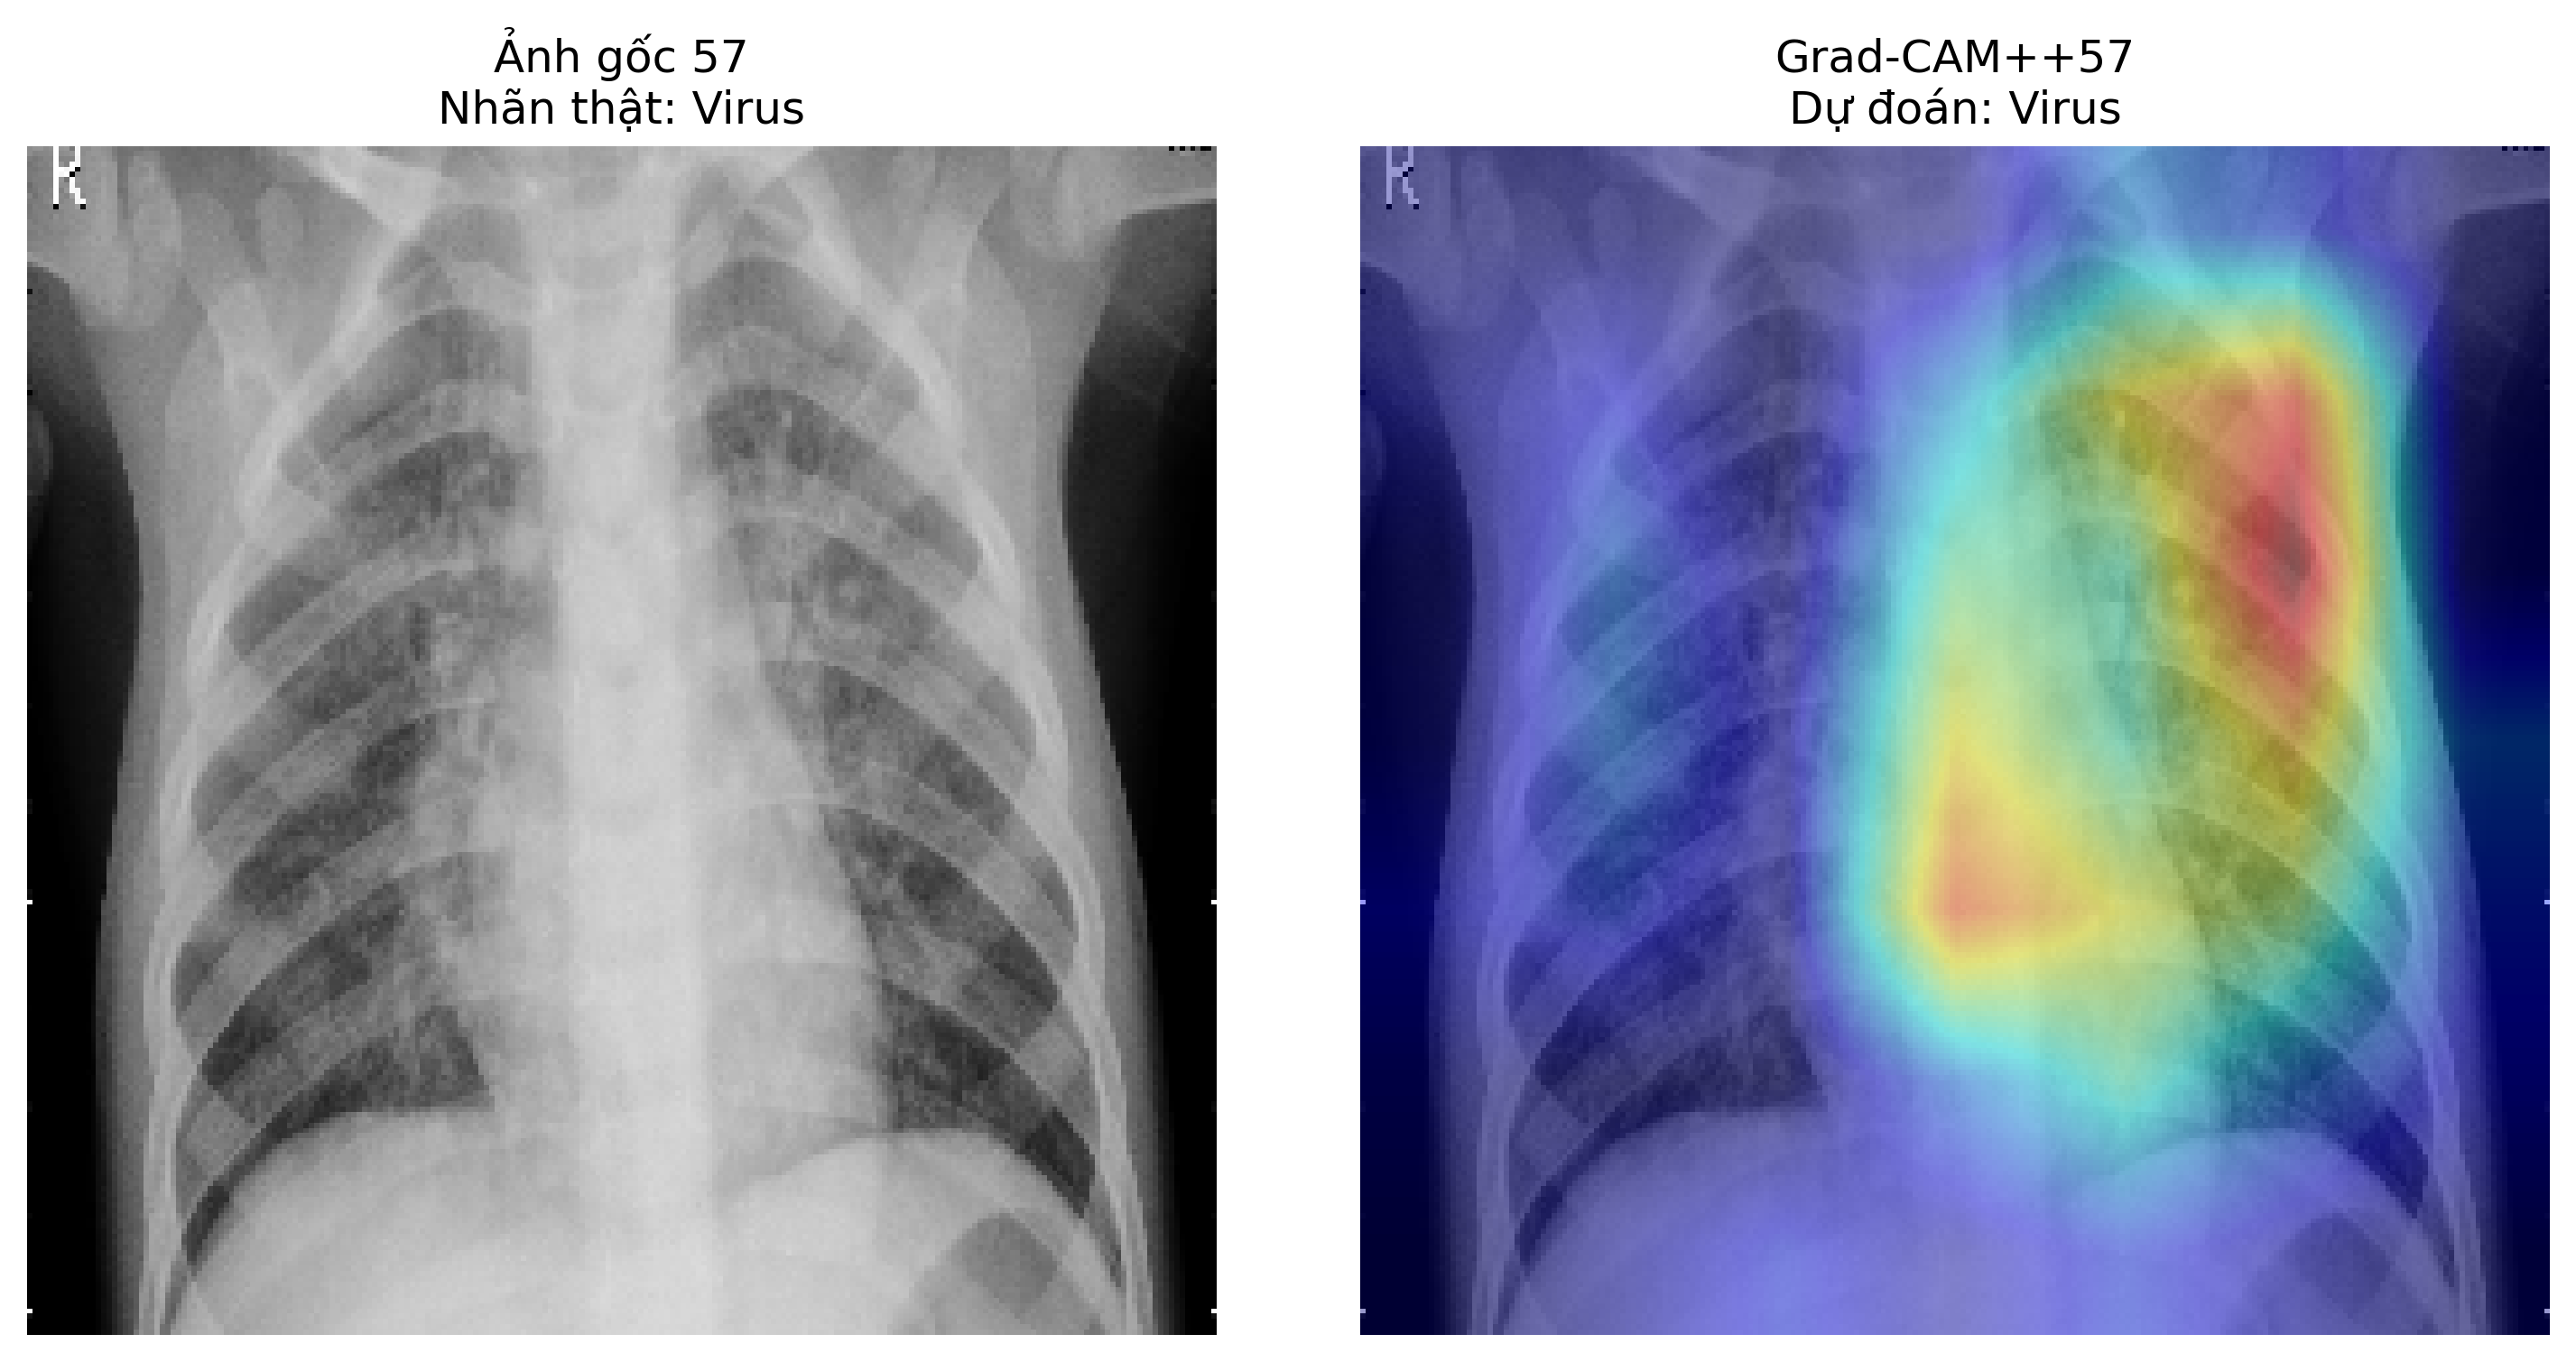 Ảnh gốc 57
Nhãn thật: Virus
R
Grad-CAM++57
Dự đoán: Virus
R